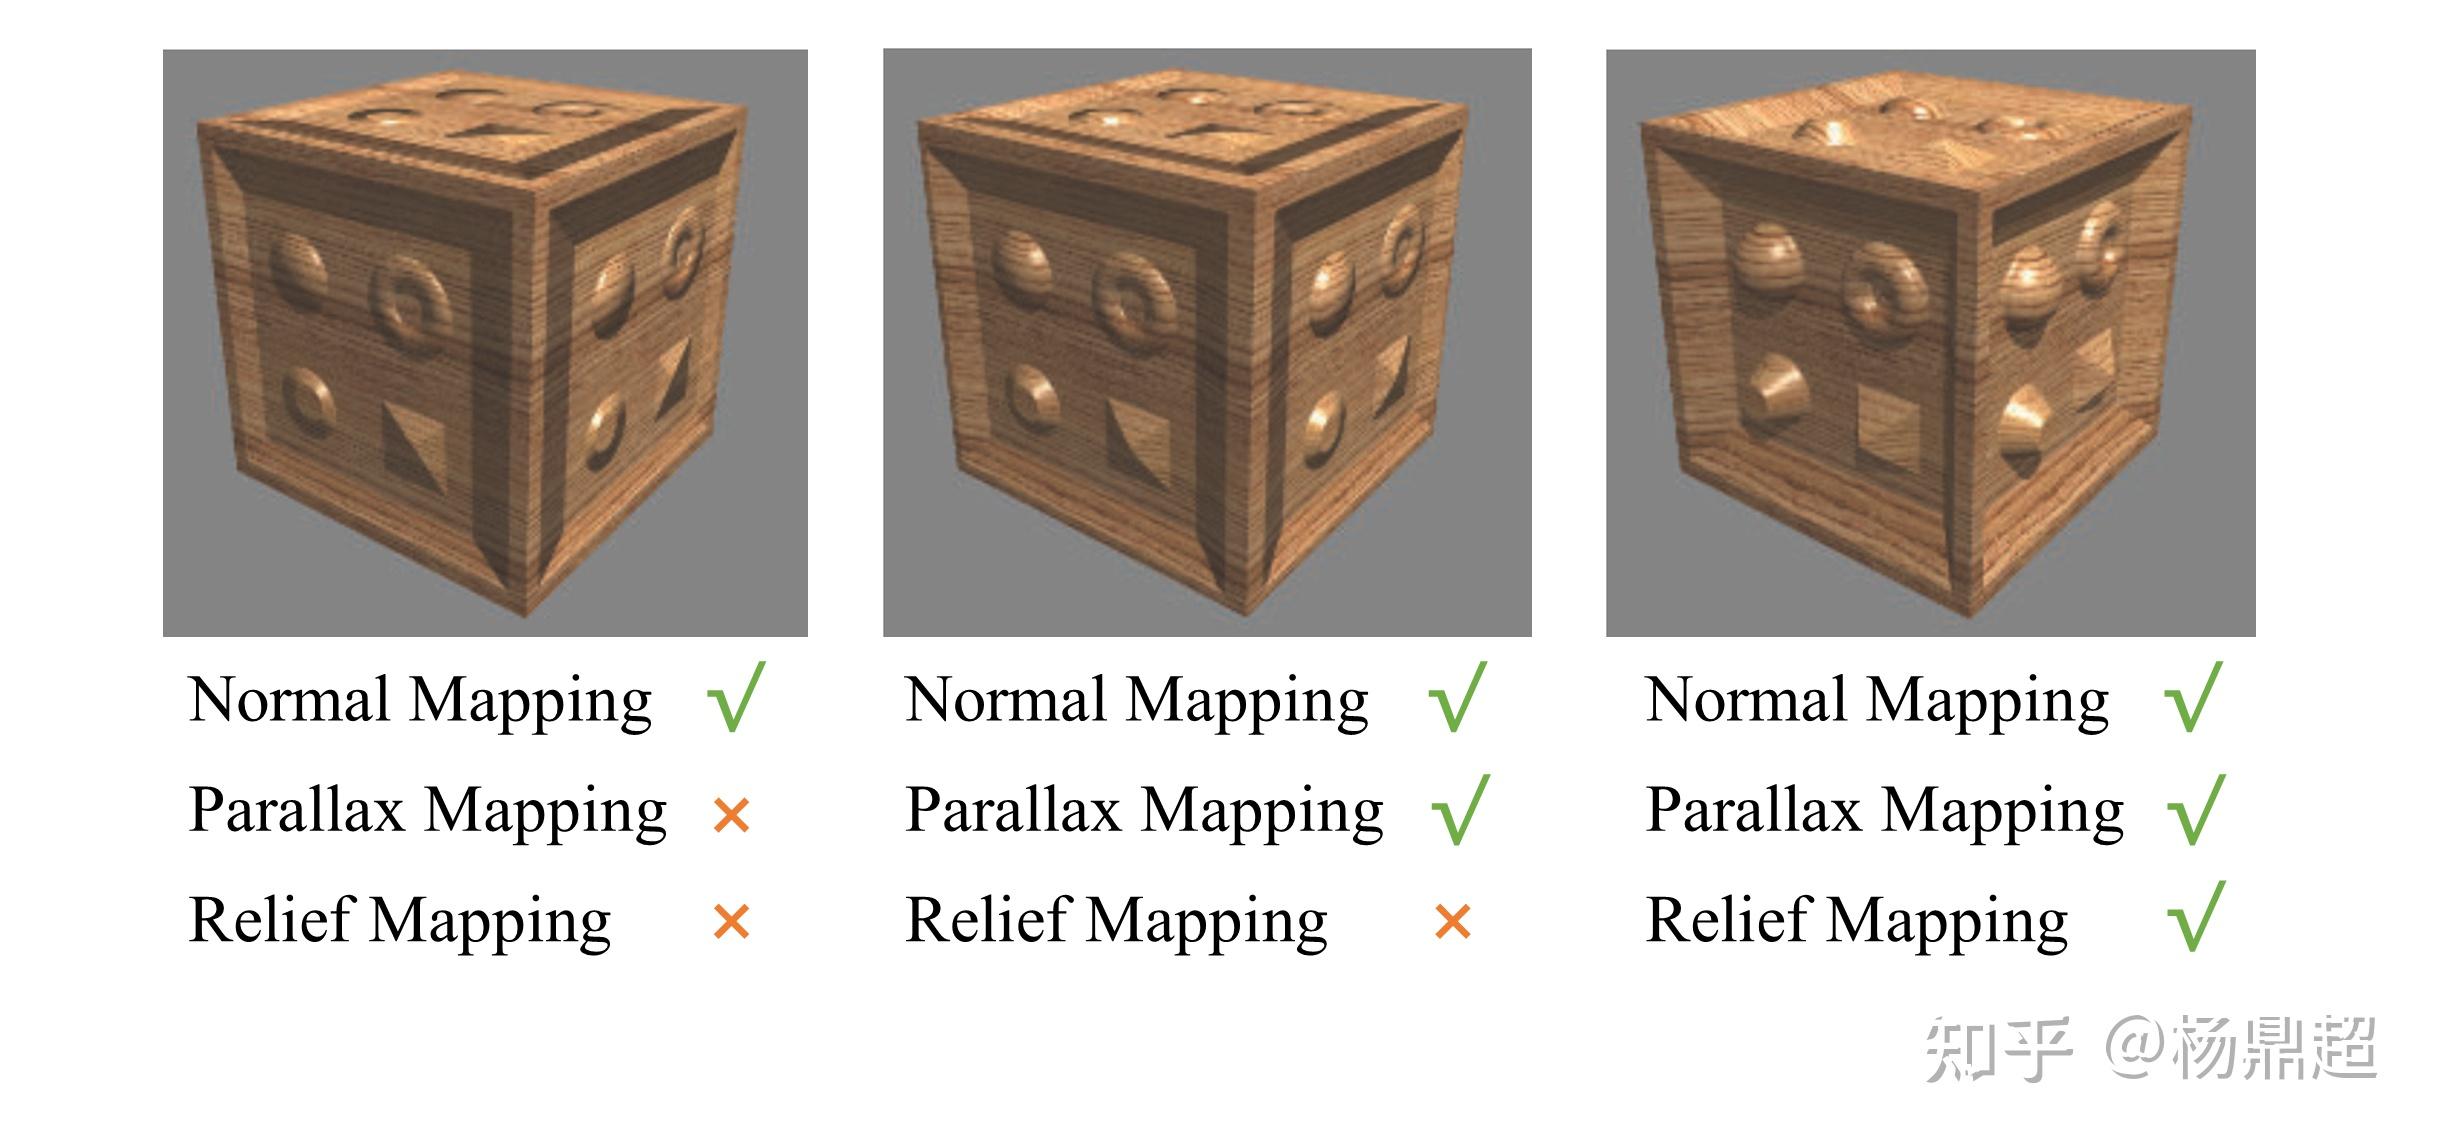 Normal Mapping √
Parallax Mapping ×
Relief Mapping ×
Normal Mapping √
Parallax Mapping √
Relief Mapping ×
Normal Mapping √
Parallax Mapping √
Relief Mapping √
知乎 @杨鼎超